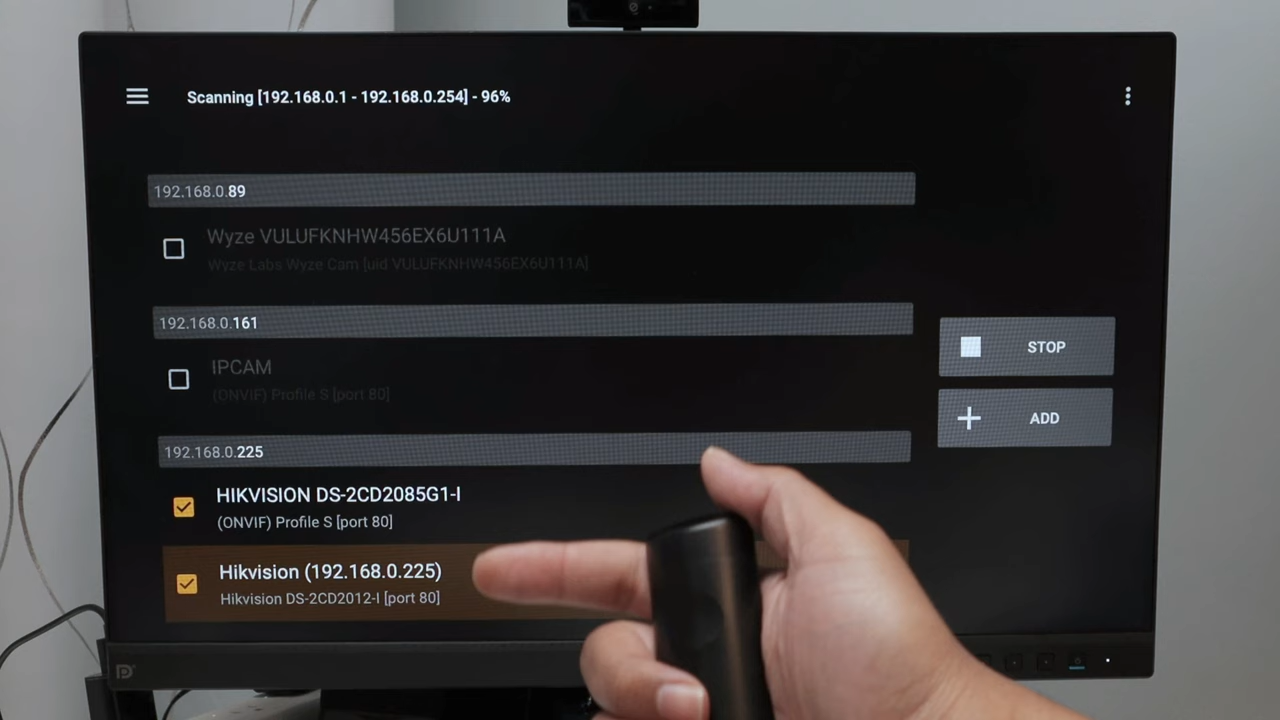 Scanning [192.168.0.1 - 192.168.0.254] - 96%
192.168.0.89
Wyze VULUFKNHW456EX6U111A
Wyze Labs Wyze Cam [uid VULUFKNHW456EX6U111A]
192.168.0.161
IPCAM
(ONVIF) Profile S [port 80]
STOP
ADD
192.168.0.225
HIKVISION DS-2CD2085G1-I
(ONVIF) Profile S [port 80]
Hikvision (192.168.0.225)
Hikvision DS-2CD2012-I [port 80]